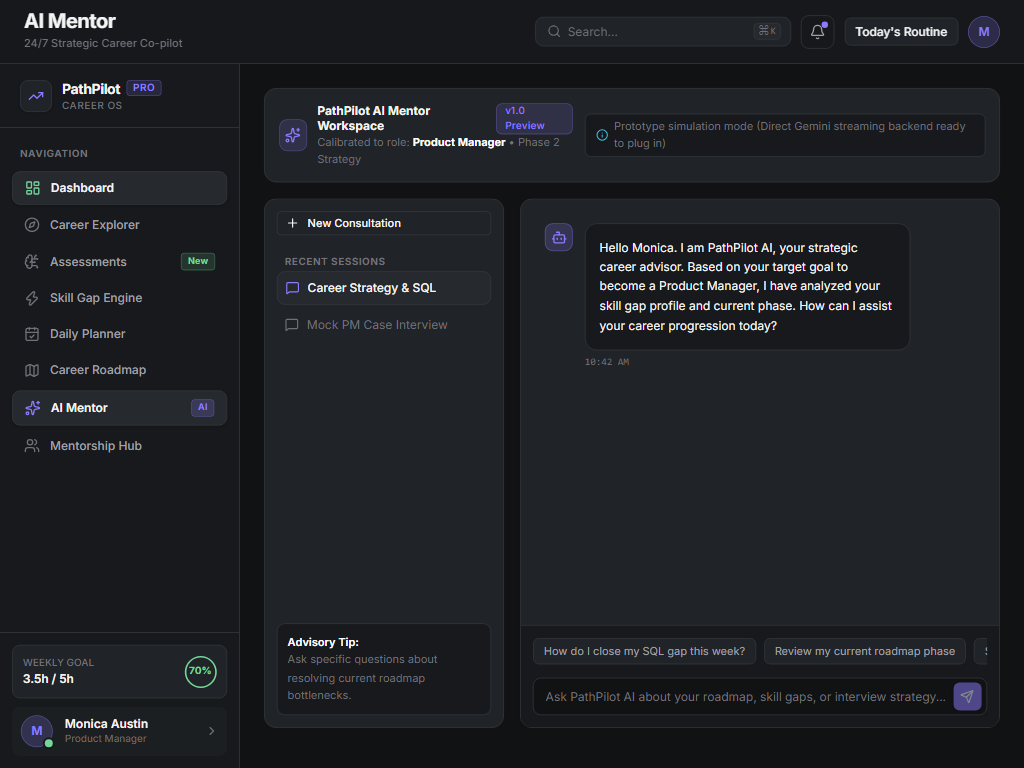 AI Mentor
24/7 Strategic Career Co-pilot
Search...
⌘K
Today's Routine
M
PathPilot
PRO
CAREER OS
NAVIGATION
Dashboard
Career Explorer
Assessments
New
Skill Gap Engine
Daily Planner
Career Roadmap
AI Mentor
AI
Mentorship Hub
WEEKLY GOAL
3.5h / 5h
70%
M
Monica Austin
Product Manager
PathPilot AI Mentor
Workspace
v1.0
Preview
Calibrated to role: Product Manager • Phase 2
Strategy
Prototype simulation mode (Direct Gemini streaming backend ready
to plug in)
New Consultation
RECENT SESSIONS
Career Strategy & SQL
Mock PM Case Interview
Advisory Tip:
Ask specific questions about
resolving current roadmap
bottlenecks.
Hello Monica. I am PathPilot AI, your strategic
career advisor. Based on your target goal to
become a Product Manager, I have analyzed your
skill gap profile and current phase. How can I assist
your career progression today?
10:42 AM
How do I close my SQL gap this week?
Review my current roadmap phase
Ask PathPilot AI about your roadmap, skill gaps, or interview strategy...